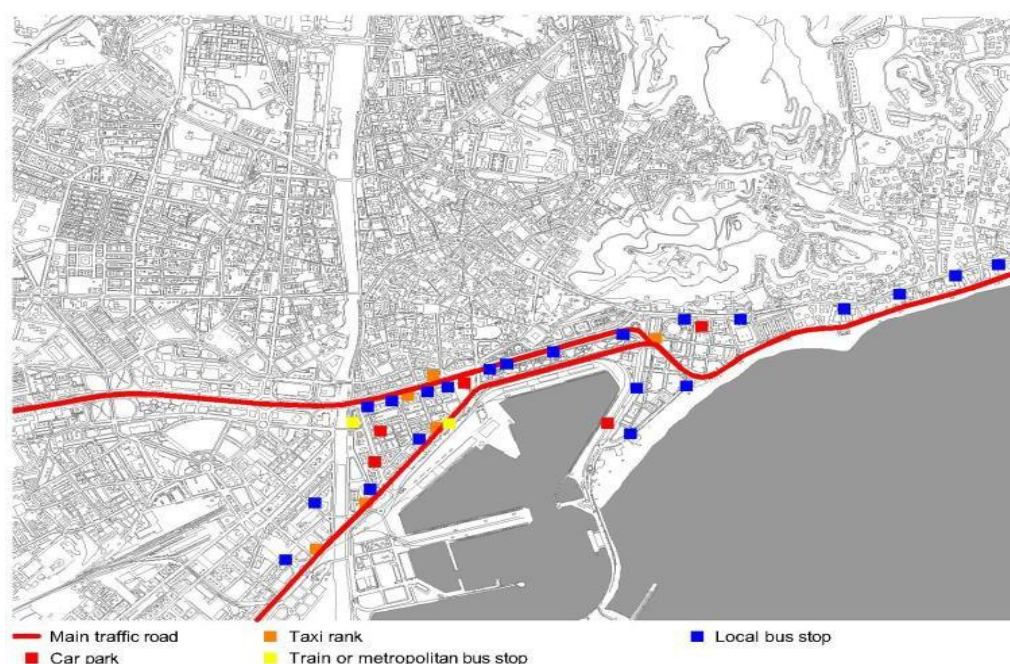 Main traffic road
Taxi rank
Local bus stop
Car park
Train or metropolitan bus stop